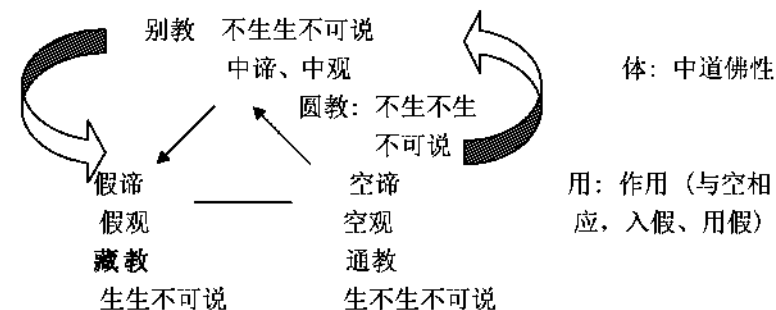 别教 不生生不可说
中谛、中观 体：中道佛性
圆教：不生不生
不可说
假谛 空谛 用：作用（与空相
假观 空观 应，入假、用假）
藏教 通教
生生不可说 生不生不可说